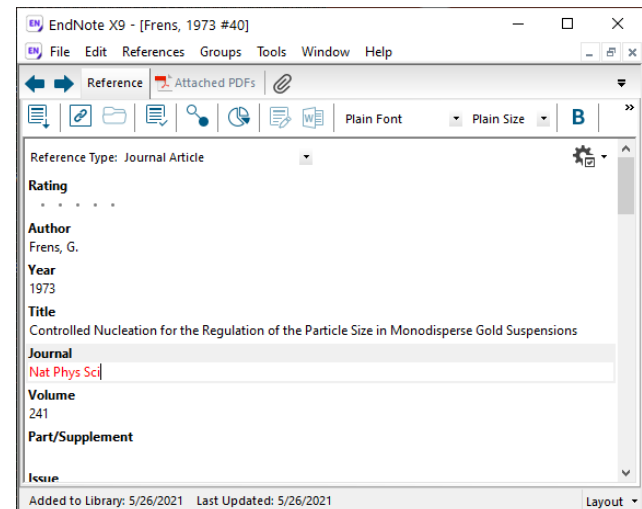 EN EndNote X9 - [Frens, 1973 #40]
EN File Edit References Groups Tools Window Help
Reference Attached PDFs
W Plain Font Plain Size B »
Reference Type: Journal Article
Rating
Author
Frens, G.
Year
1973
Title
Controlled Nucleation for the Regulation of the Particle Size in Monodisperse Gold Suspensions
Journal
Nat Phys Sci
Volume
241
Part/Supplement
Issue
Added to Library: 5/26/2021 Last Updated: 5/26/2021 Layout